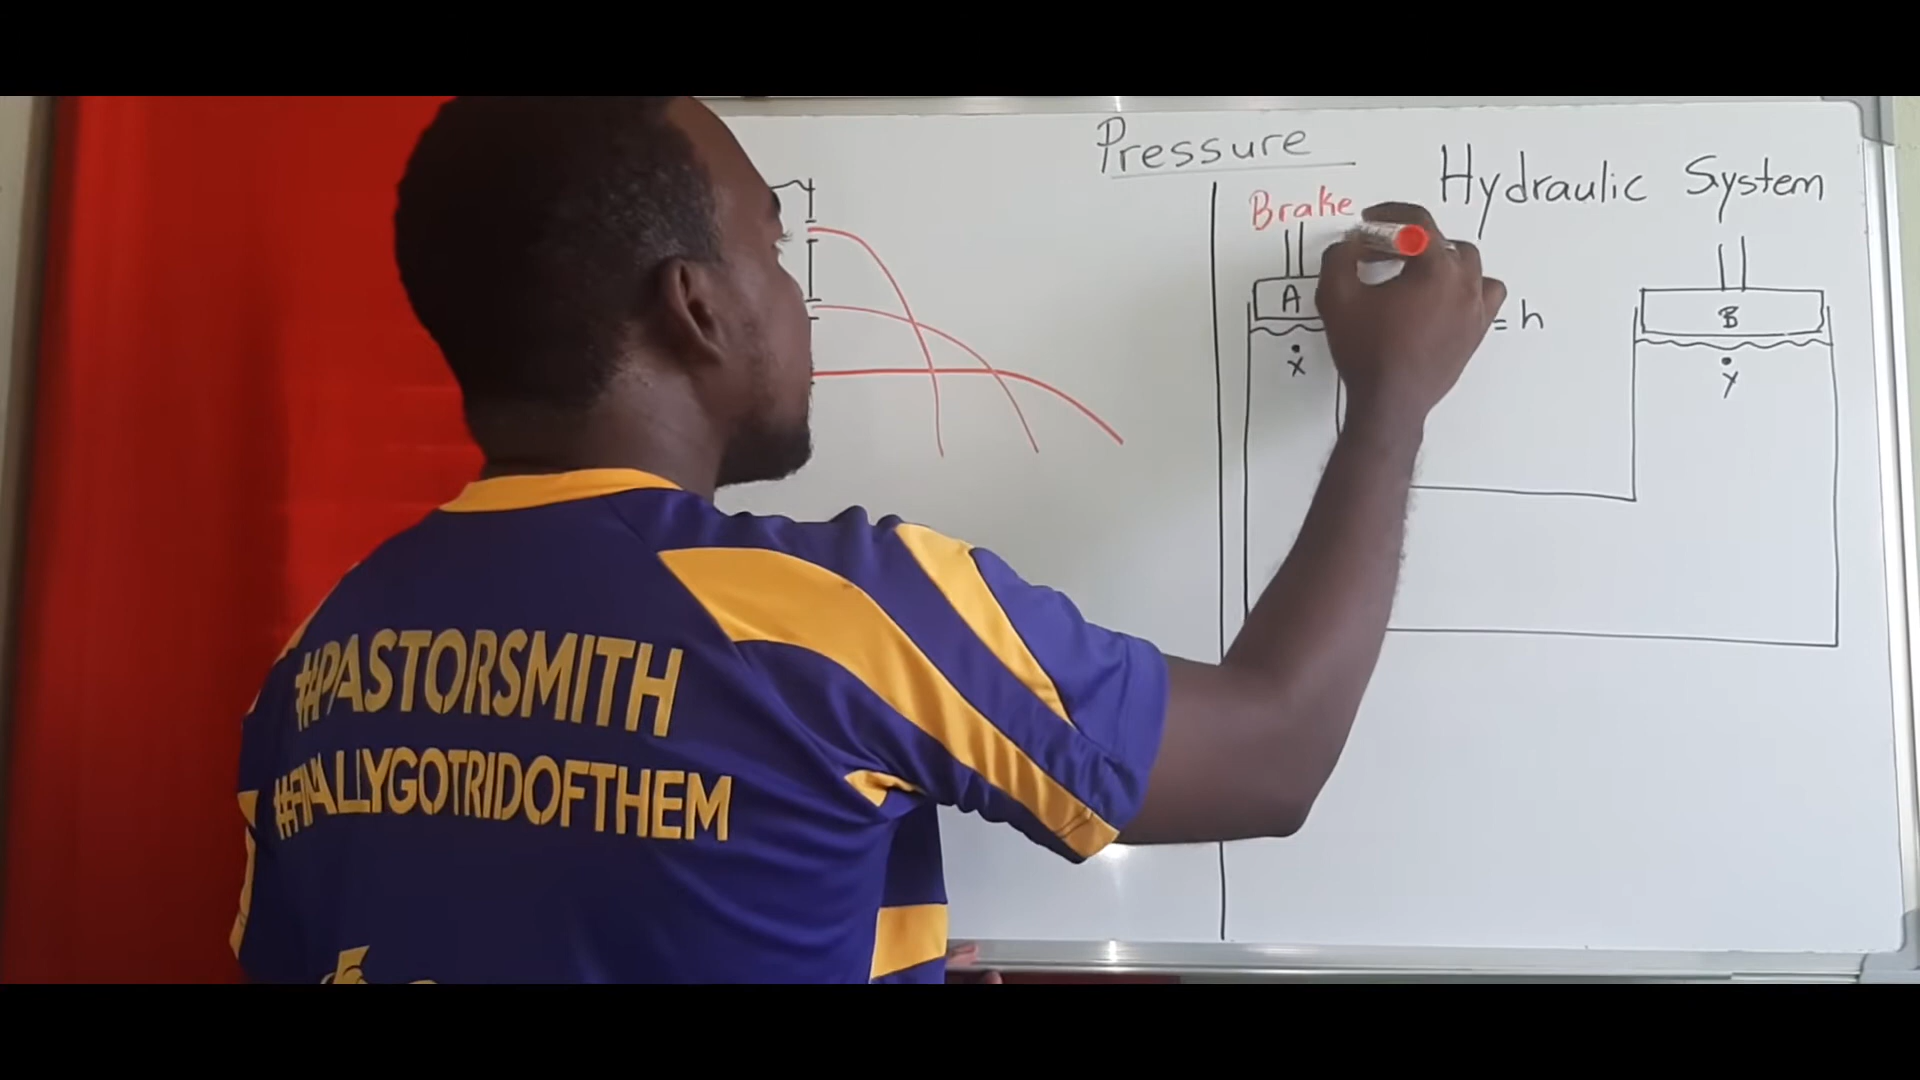 Pressure
Hydraulic System
Brake
A
= h
B
x
y
#PASTORSMITH
#FINALLYGOTRIDOFTHEM